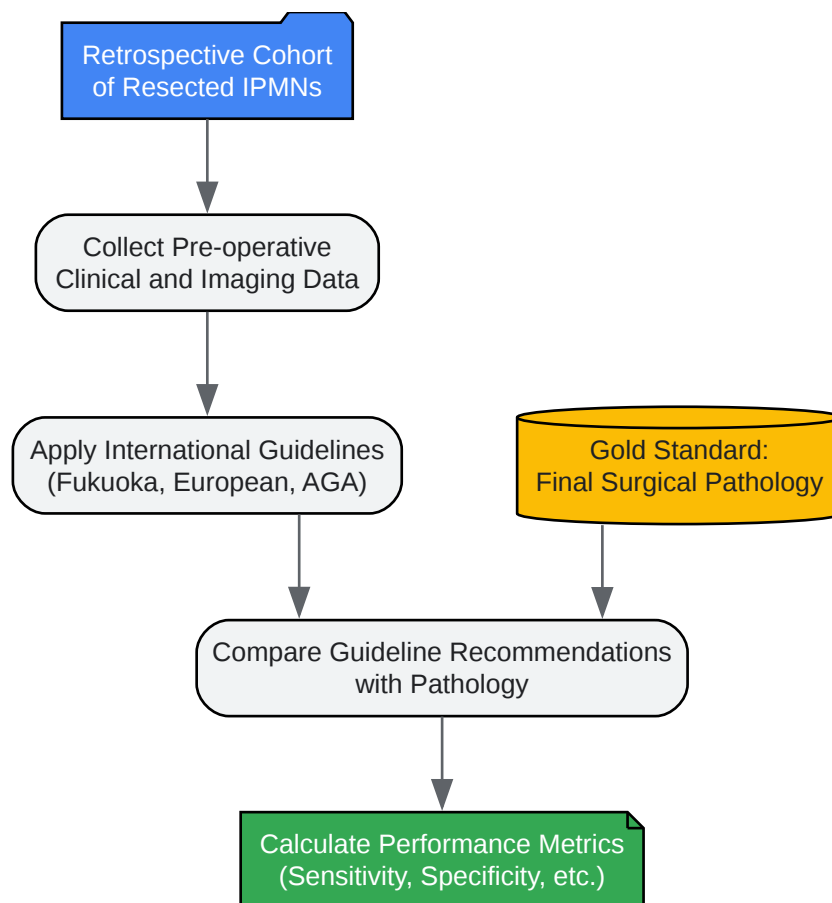 Retrospective Cohort
of Resected IPMNs
Collect Pre-operative
Clinical and Imaging Data
Apply International Guidelines
(Fukuoka, European, AGA)
Gold Standard:
Final Surgical Pathology
Compare Guideline Recommendations
with Pathology
Calculate Performance Metrics
(Sensitivity, Specificity, etc.)